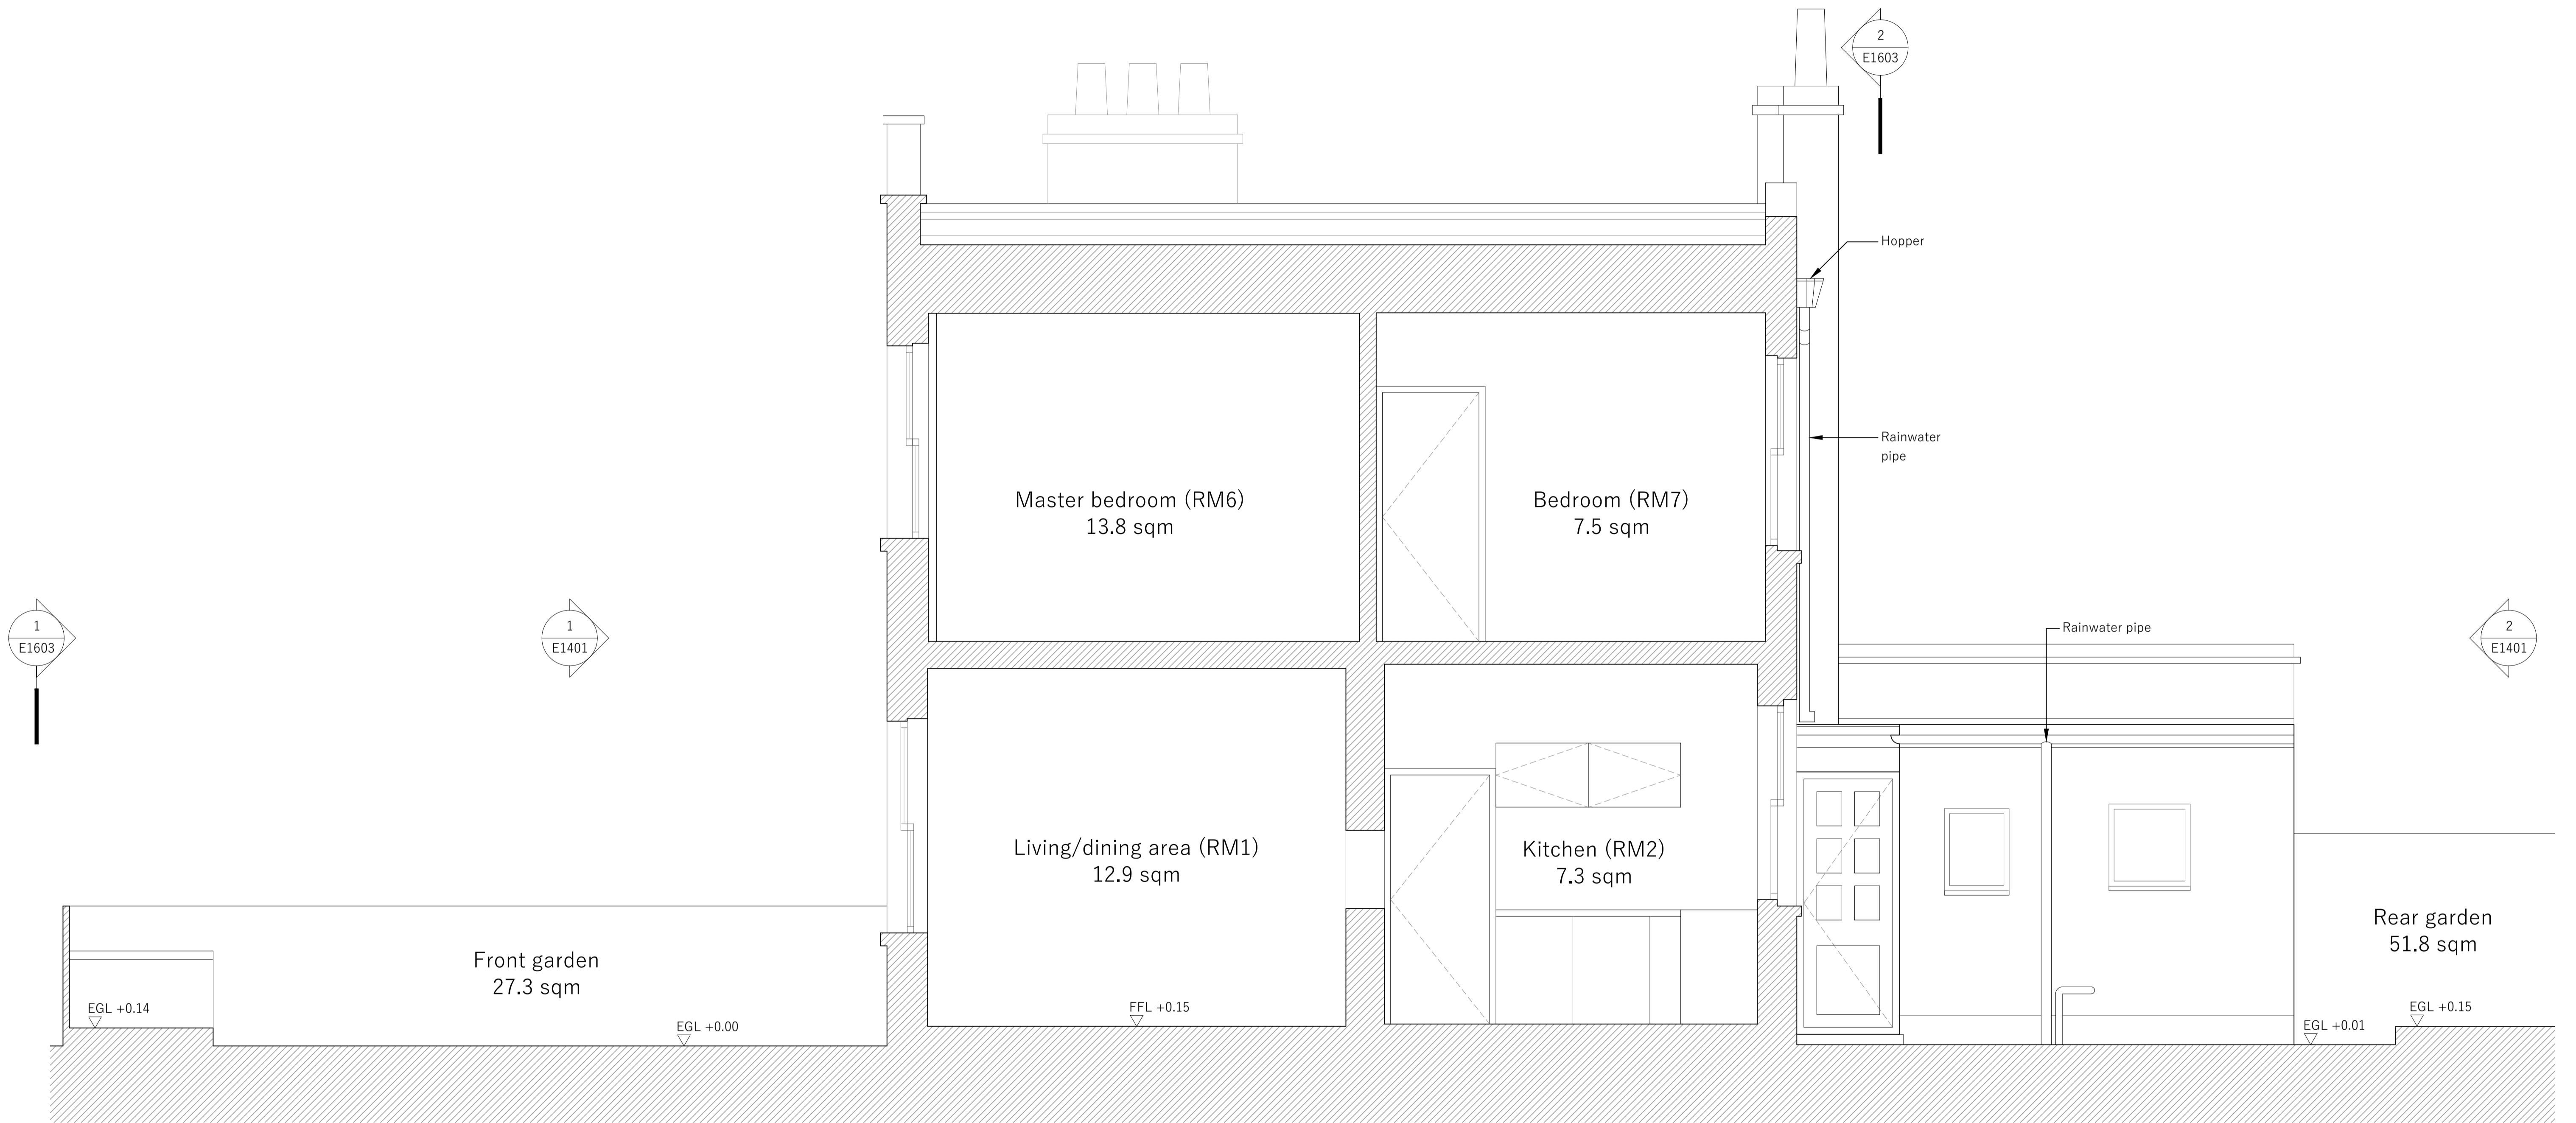 2
E1603
Hopper
Rainwater
pipe
Master bedroom (RM6)
13.8 sqm
Bedroom (RM7)
7.5 sqm
1
E1603
1
E1401
Rainwater pipe
2
E1401
Living/dining area (RM1)
12.9 sqm
Kitchen (RM2)
7.3 sqm
Front garden
27.3 sqm
Rear garden
51.8 sqm
EGL +0.14
EGL +0.00
FFL +0.15
EGL +0.01
EGL +0.15